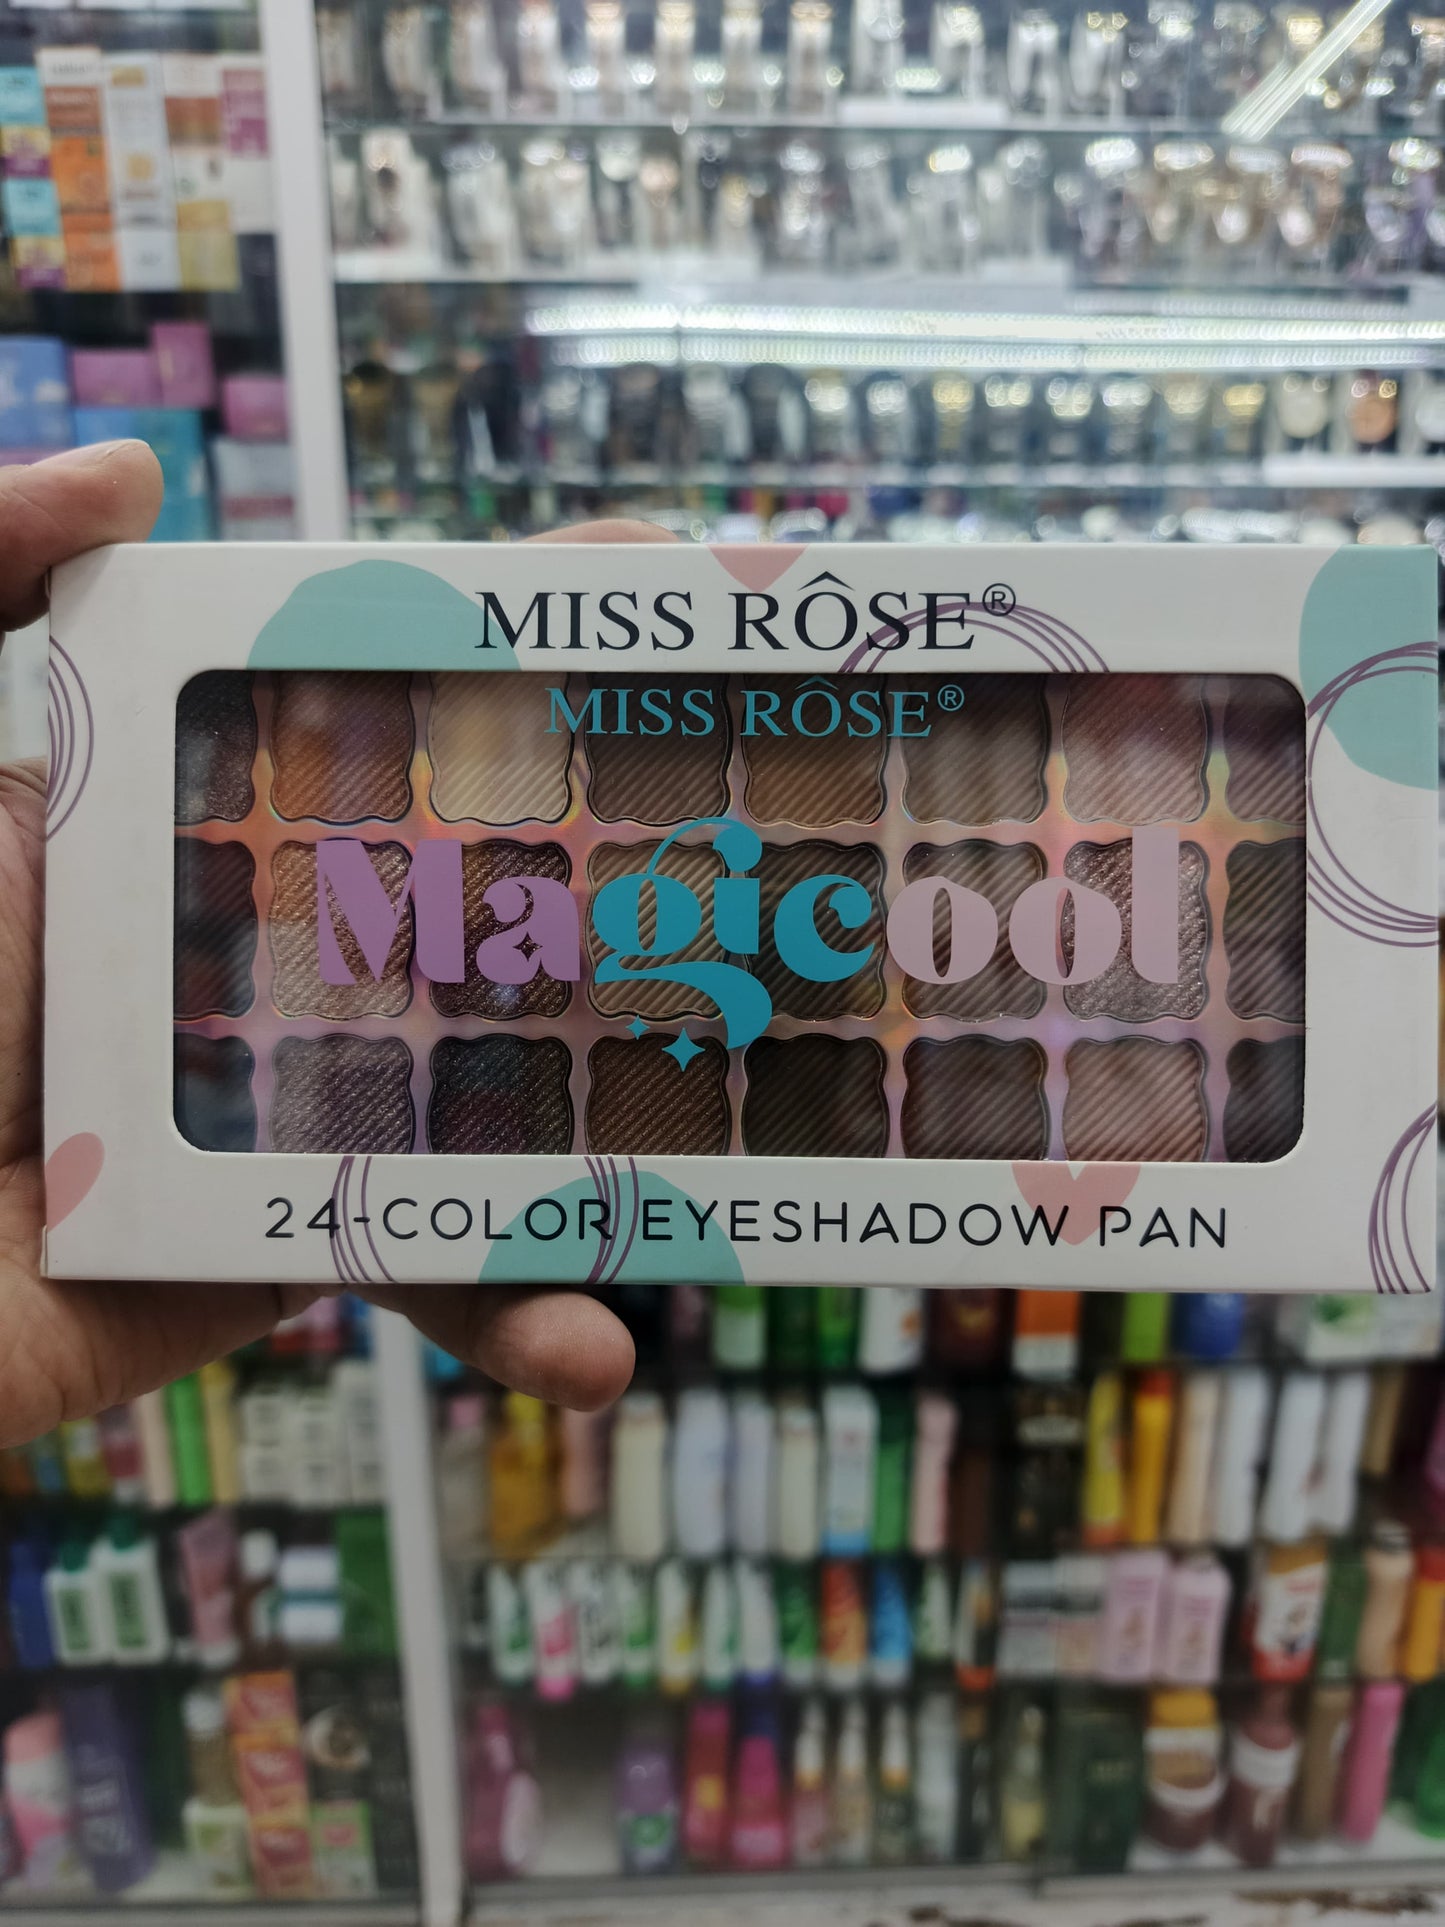 MISS RÔSE®
MISS RÔSE®
Magicool
24-COLOR EYESHADOW PAN